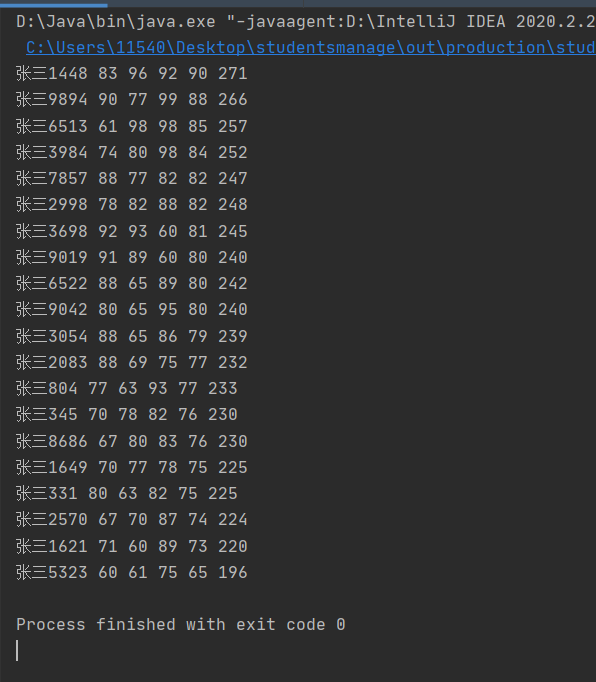 D:\Java\bin\java.exe "-javaagent:D:\IntelliJ IDEA 2020.2.2
C:\Users\11540\Desktop\studentsmanage\out\production\stud
张三1448 83 96 92 90 271
张三9894 90 77 99 88 266
张三6513 61 98 98 85 257
张三3984 74 80 98 84 252
张三7857 88 77 82 82 247
张三2998 78 82 88 82 248
张三3698 92 93 60 81 245
张三9019 91 89 60 80 240
张三6522 88 65 89 80 242
张三9042 80 65 95 80 240
张三3054 88 65 86 79 239
张三2083 88 69 75 77 232
张三804 77 63 93 77 233
张三345 70 78 82 76 230
张三8686 67 80 83 76 230
张三1649 70 77 78 75 225
张三331 80 63 82 75 225
张三2570 67 70 87 74 224
张三1621 71 60 89 73 220
张三5323 60 61 75 65 196
Process finished with exit code 0